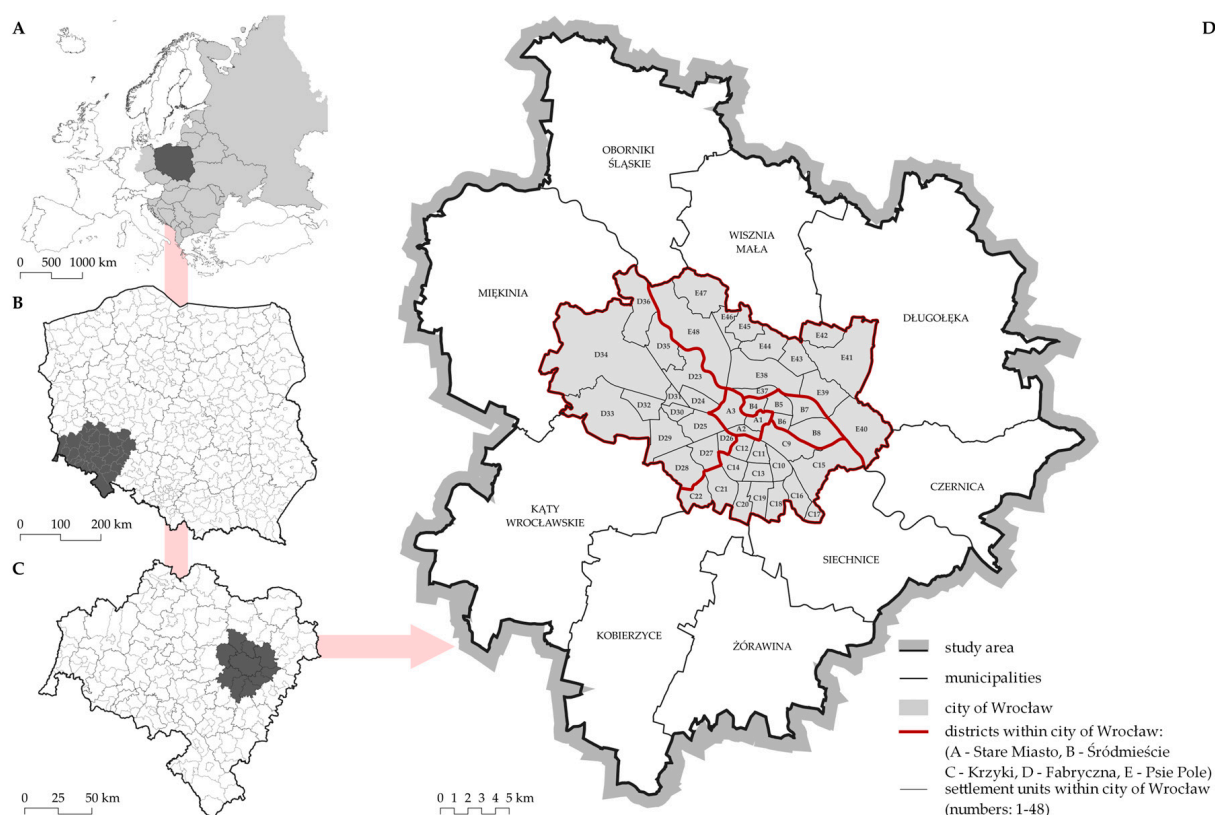 A
0 500 1000 km
B
0 100 200 km
C
0 25 50 km
D
OBORNIKI
ŚLĄSKIE
WISZNIA
MAŁA
MIĘKINIA
DŁUGOŁĘKA
D36
E47
E46
E45
E42
E48
E44
E43
E41
D35
D34
E38
D23
E37
E39
D31
D24
D32
D33
D30
A3
B4
B5
B7
A1
B6
D25
A2
B8
E40
D29
D26
C12
C11
C9
D27
C14
C13
C10
C15
D28
C22
C21
C20
C19
C18
C16
C17
KĄTY
WROCŁAWSKIE
CZERNICA
SIECHNICE
KOBIERZYCE
ŻÓRAWINA
study area
municipalities
city of Wrocław
districts within city of Wrocław:
(A - Stare Miasto, B - Śródmieście
C - Krzyki, D - Fabryczna, E - Psie Pole)
settlement units within city of Wrocław
(numbers: 1-48)
0 1 2 3 4 5 km